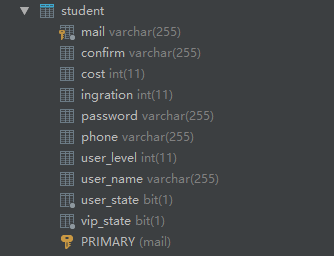 student
mail varchar(255)
confirm varchar(255)
cost int(11)
ingration int(11)
password varchar(255)
phone varchar(255)
user_level int(11)
user_name varchar(255)
user_state bit(1)
vip_state bit(1)
PRIMARY (mail)